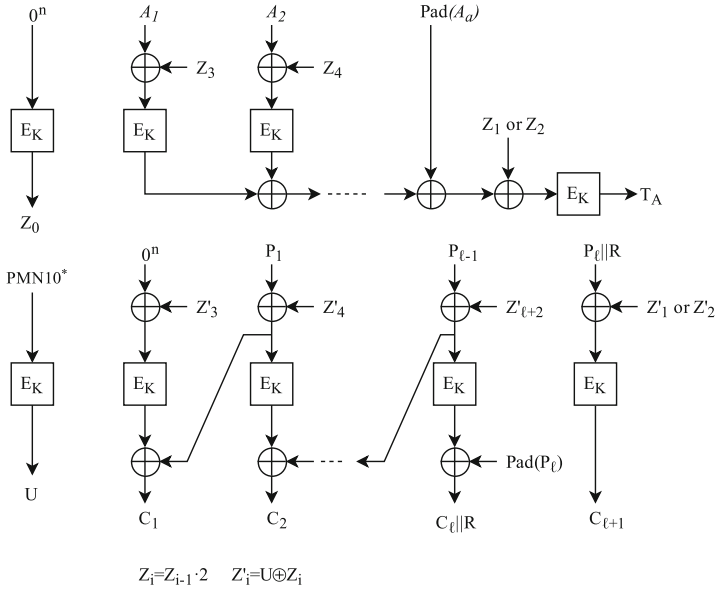 0ⁿ A₁ A₂ Pad(Aₐ)
Z₃ Z₄
Z₁ or Z₂
E_K E_K E_K
E_K T_A
Z₀
0ⁿ P₁ P_ℓ-1 P_ℓ||R
PMN10*
Z'₃ Z'₄ Z'_ℓ+2 Z'₁ or Z'₂
E_K E_K E_K E_K E_K
Pad(P_ℓ)
U C₁ C₂ C_ℓ||R C_ℓ+1
Z_i=Z_i-1·2 Z'_i=U⊕Z_i